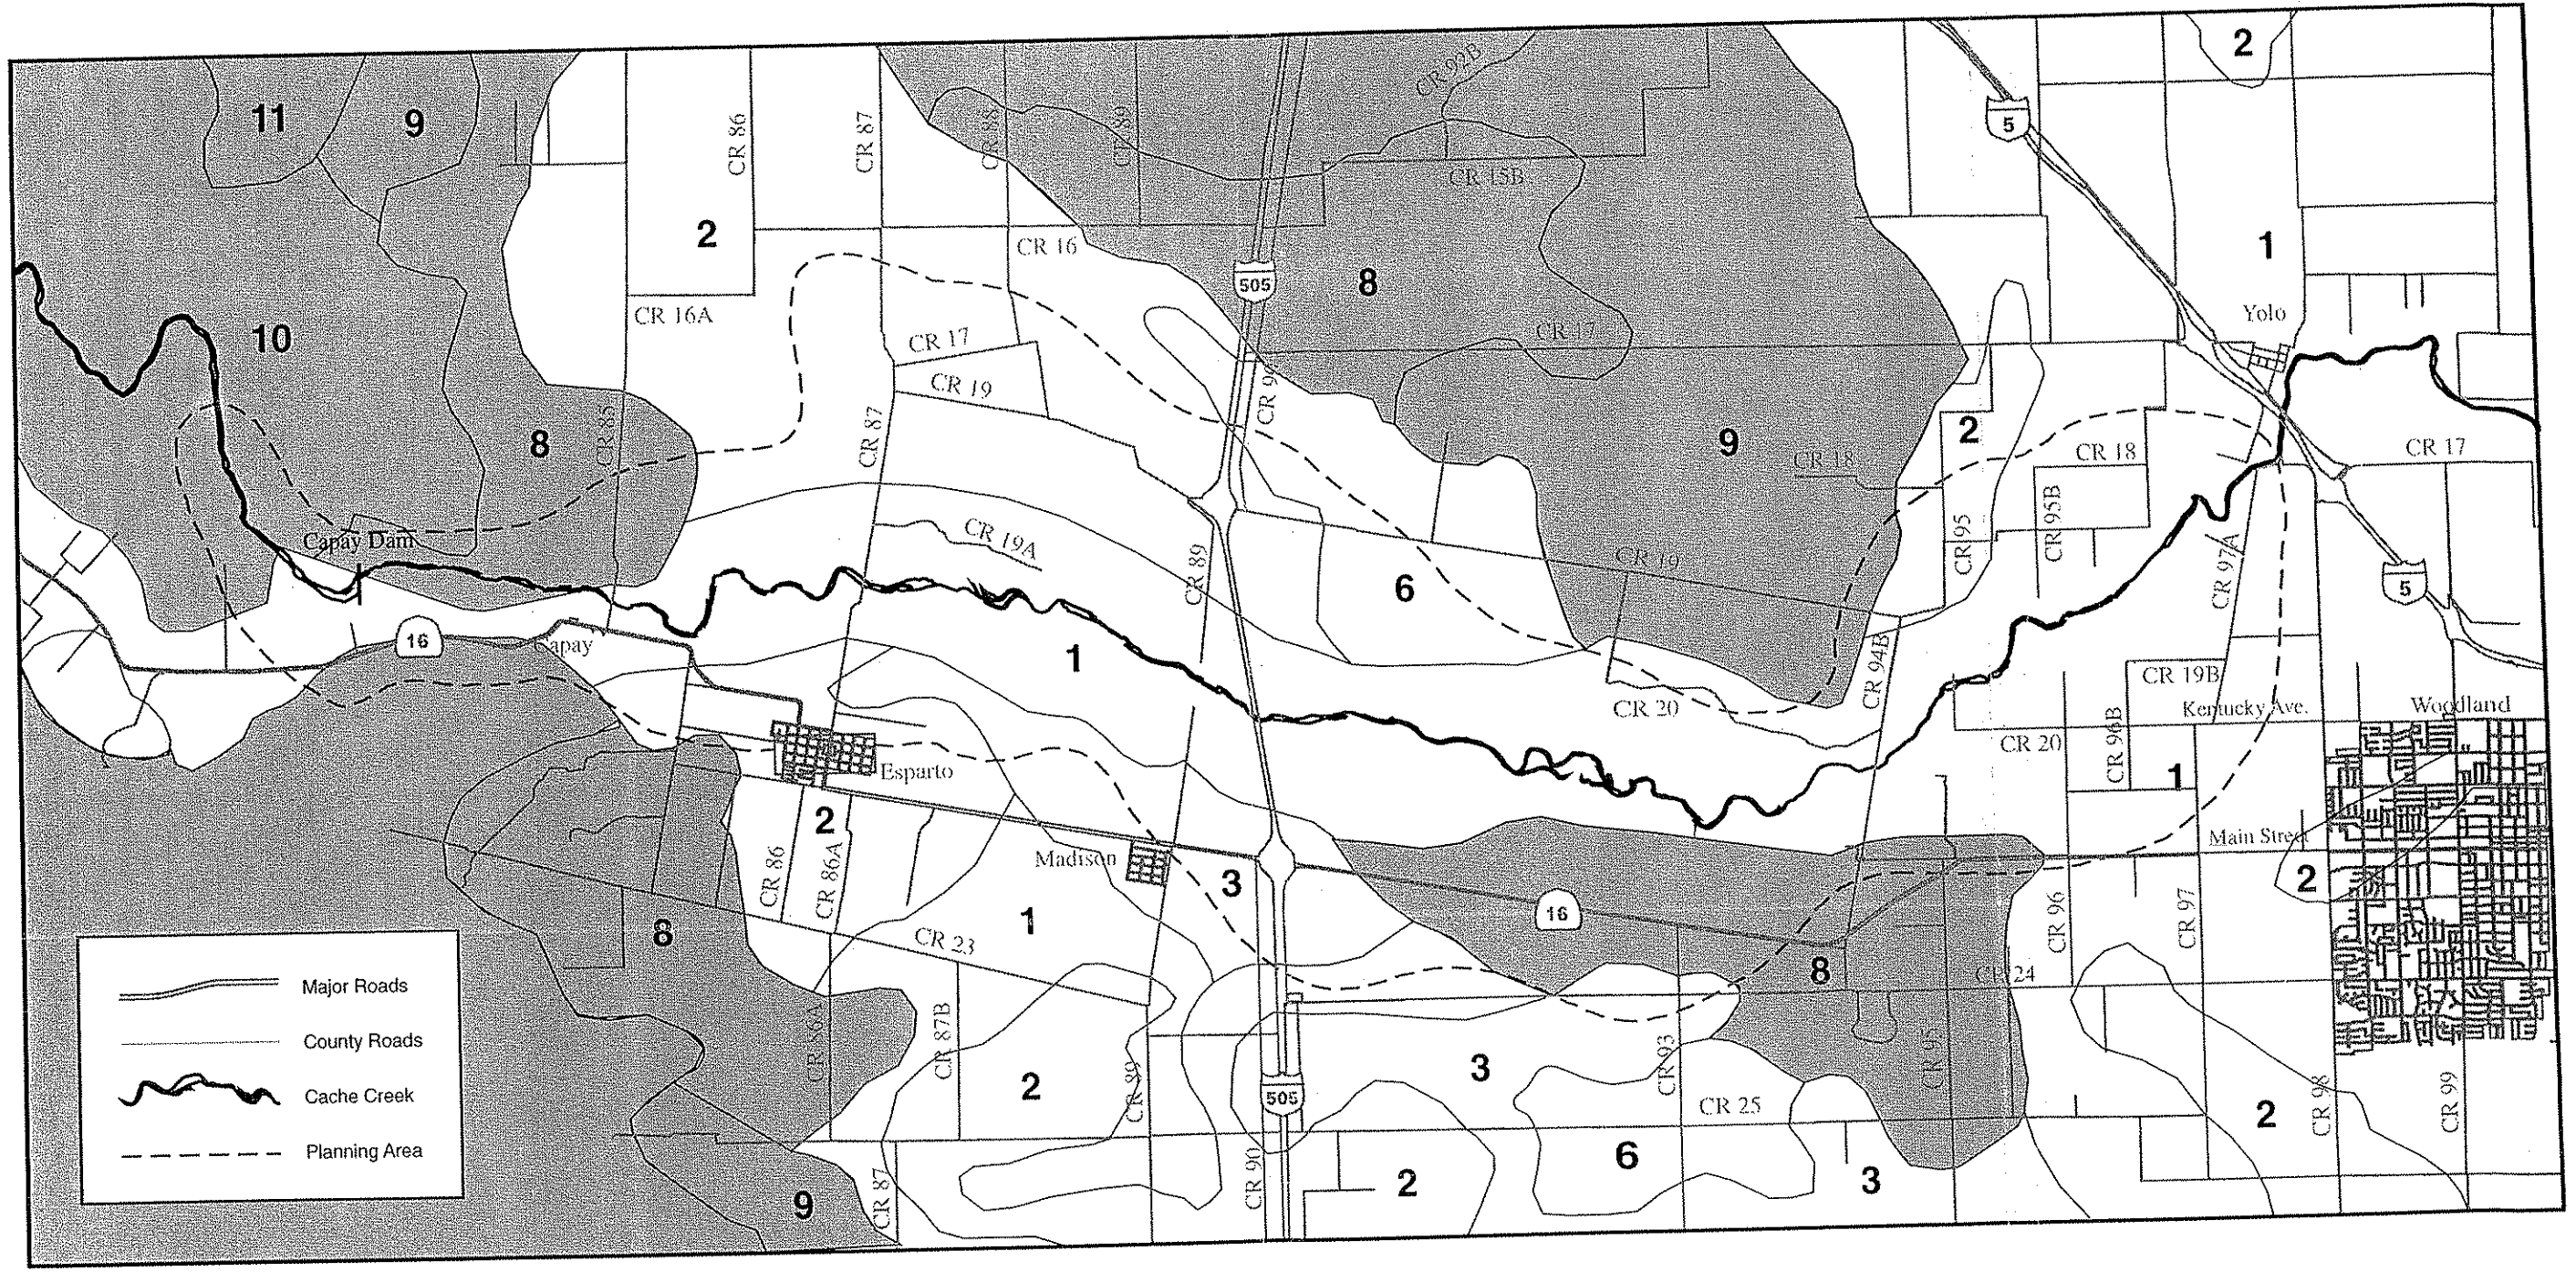 2
11
9
CR 86
CR 87
CR 88
CR 89
CR 92B
5
CR 15B
2
CR 16
1
505
8
CR 16A
CR 17
CR 17
Yolo
10
CR 19
CR 85
8
CR 87
9
CR 18
2
CR 18
CR 17
Capay Dam
CR 19A
CR 89
CR 19
CR 95
CR 95B
CR 97A
6
5
16
Capay
1
CR 94B
CR 19B
CR 20
Kentucky Ave.
Woodland
CR 20
CR 96B
1
Esparto
2
Main Street
Madison
3
2
CR 86
CR 86A
1
16
CR 96
CR 97
8
CR 23
8
CR 24
Major Roads
CR 86A
CR 87B
County Roads
CR 89
2
3
CR 93
CR 95
Cache Creek
505
CR 25
2
CR 98
CR 99
Planning Area
6
9
CR 87
CR 90
2
3